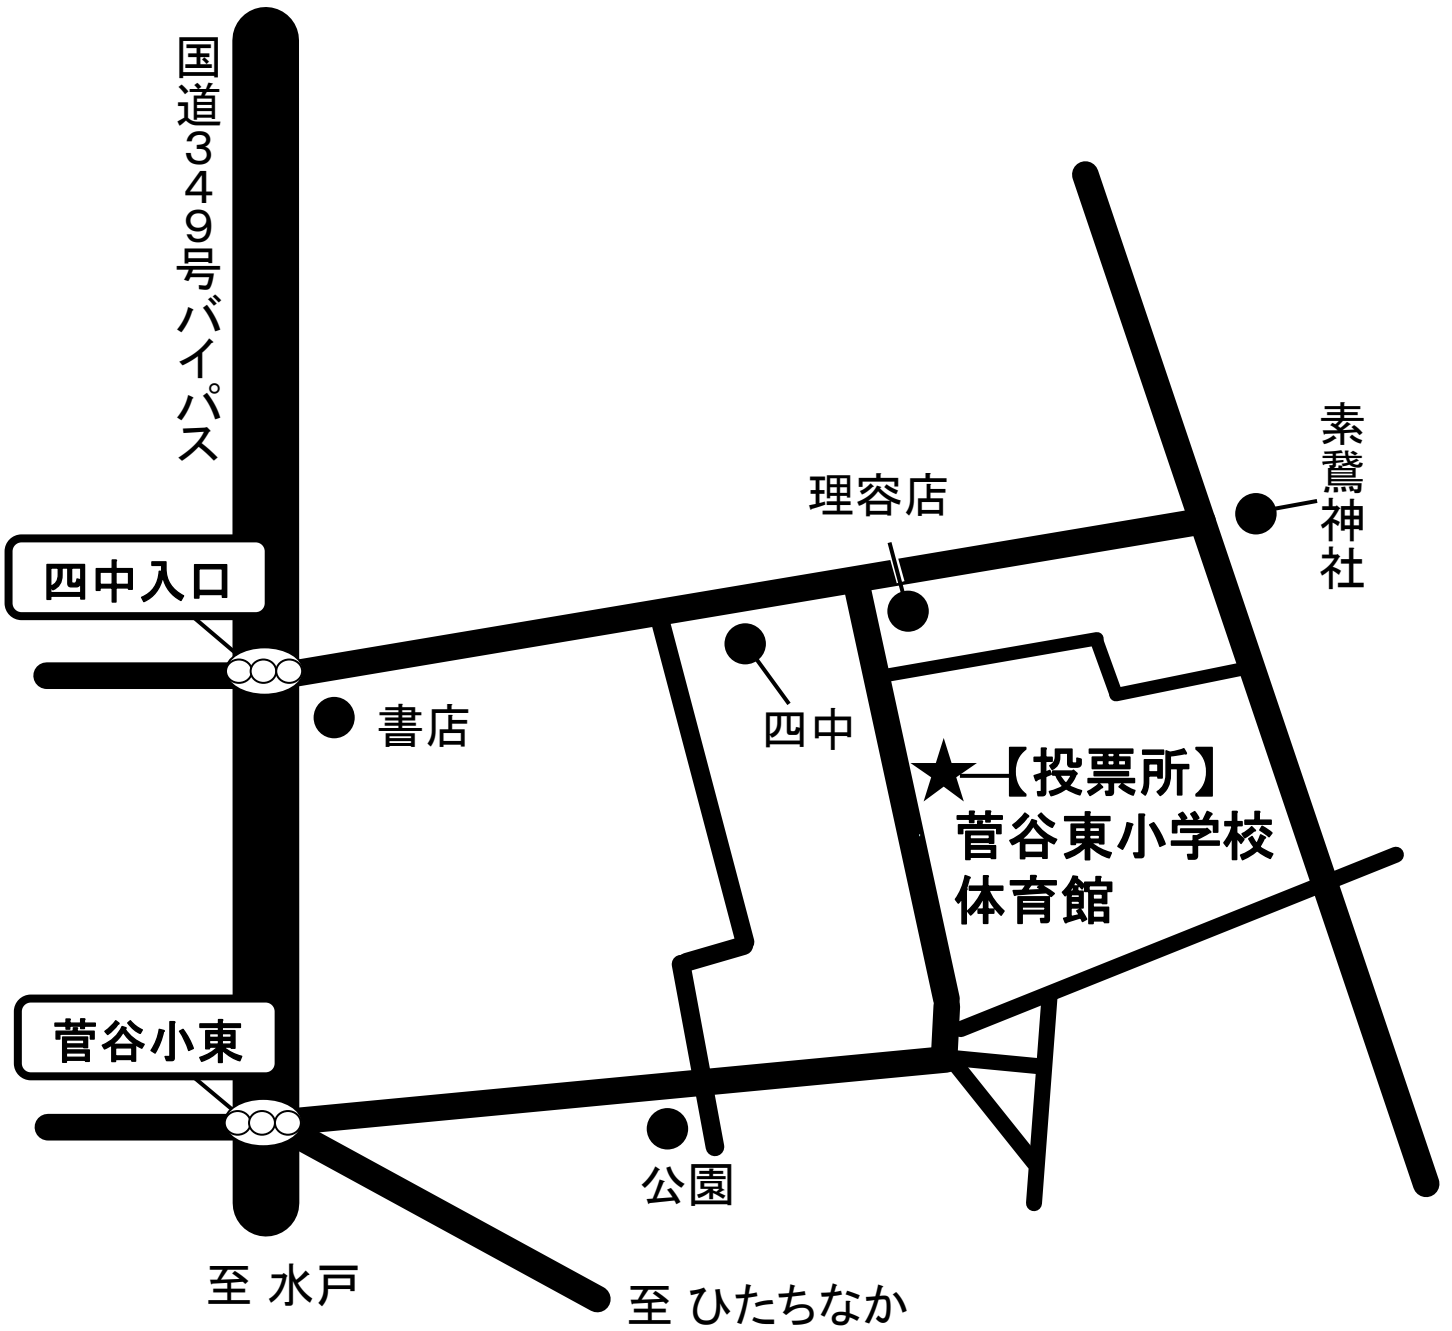 国道３４９号バイパス
素鵞神社
理容店
四中入口
書店
四中
【投票所】
菅谷東小学校
体育館
菅谷小東
公園
至 水戸
至 ひたちなか